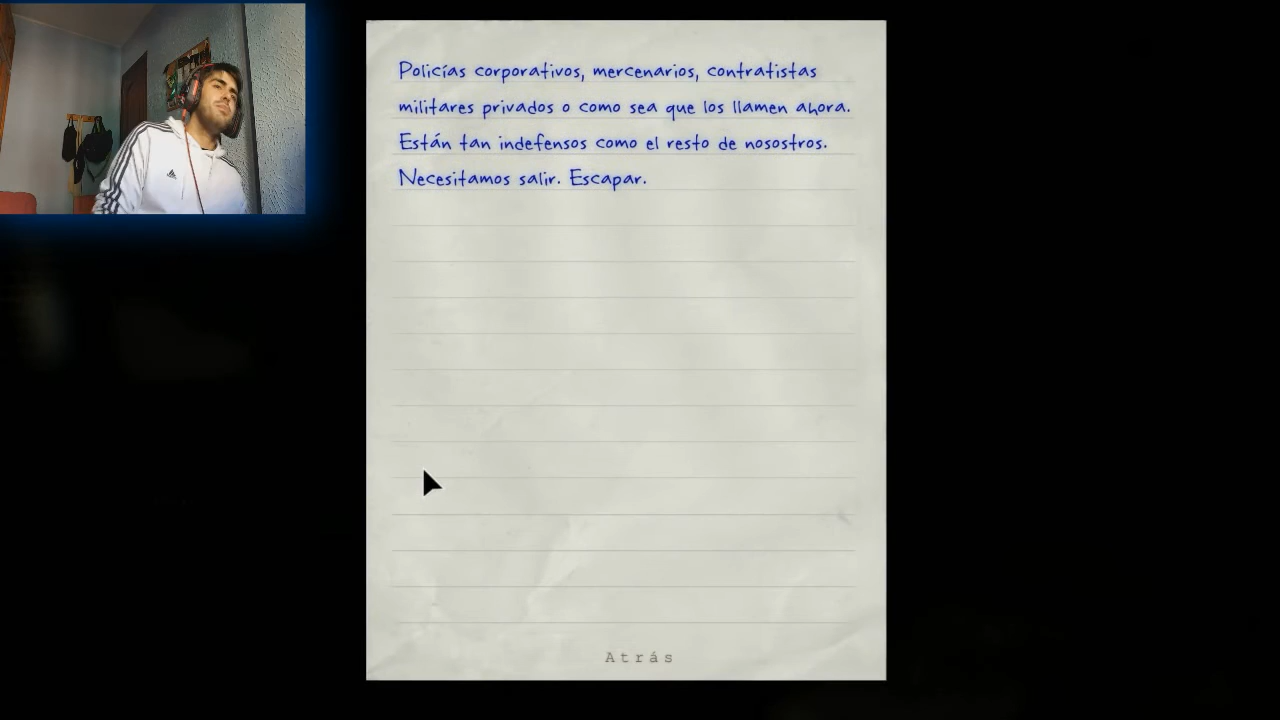 Policías corporativos, mercenarios, contratistas
militares privados o como sea que los llamen ahora.
Están tan indefensos como el resto de nosostros.
Necesitamos salir. Escapar.
Atrás